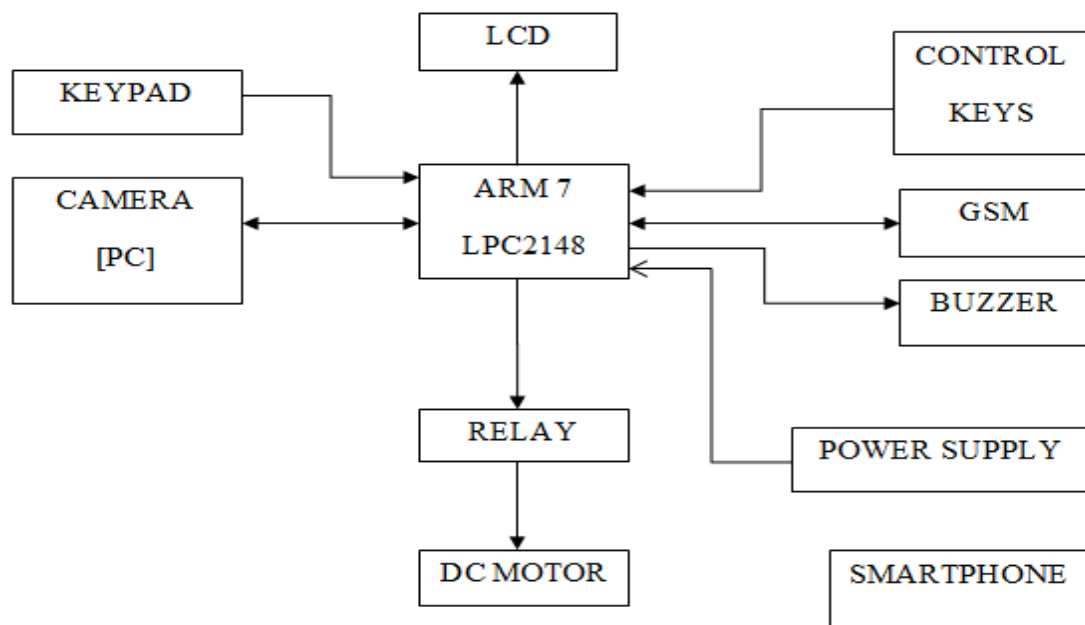 LCD
CONTROL
KEYS
KEYPAD
CAMERA
[PC]
ARM 7
LPC2148
GSM
BUZZER
RELAY
POWER SUPPLY
DC MOTOR
SMARTPHONE